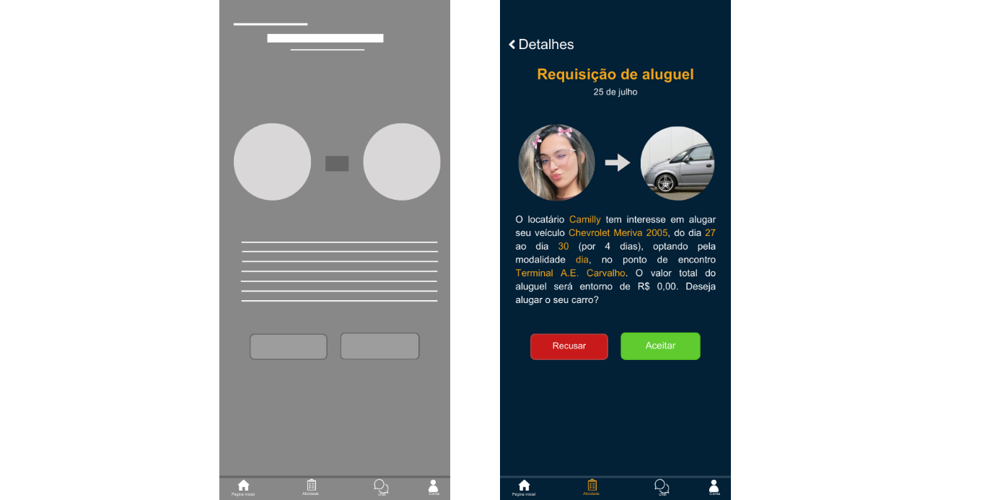 Detalhes
Requisição de aluguel
25 de julho
O locatário Camilly tem interesse em alugar
seu veículo Chevrolet Meriva 2005, do dia 27
ao dia 30 (por 4 dias), optando pela
modalidade dia, no ponto de encontro
Terminal A.E. Carvalho. O valor total do
aluguel será entorno de R$ 0,00. Deseja
alugar o seu carro?
Recusar Aceitar
Página inicial Atividade chat Conta
Página inicial Atividade chat Conta